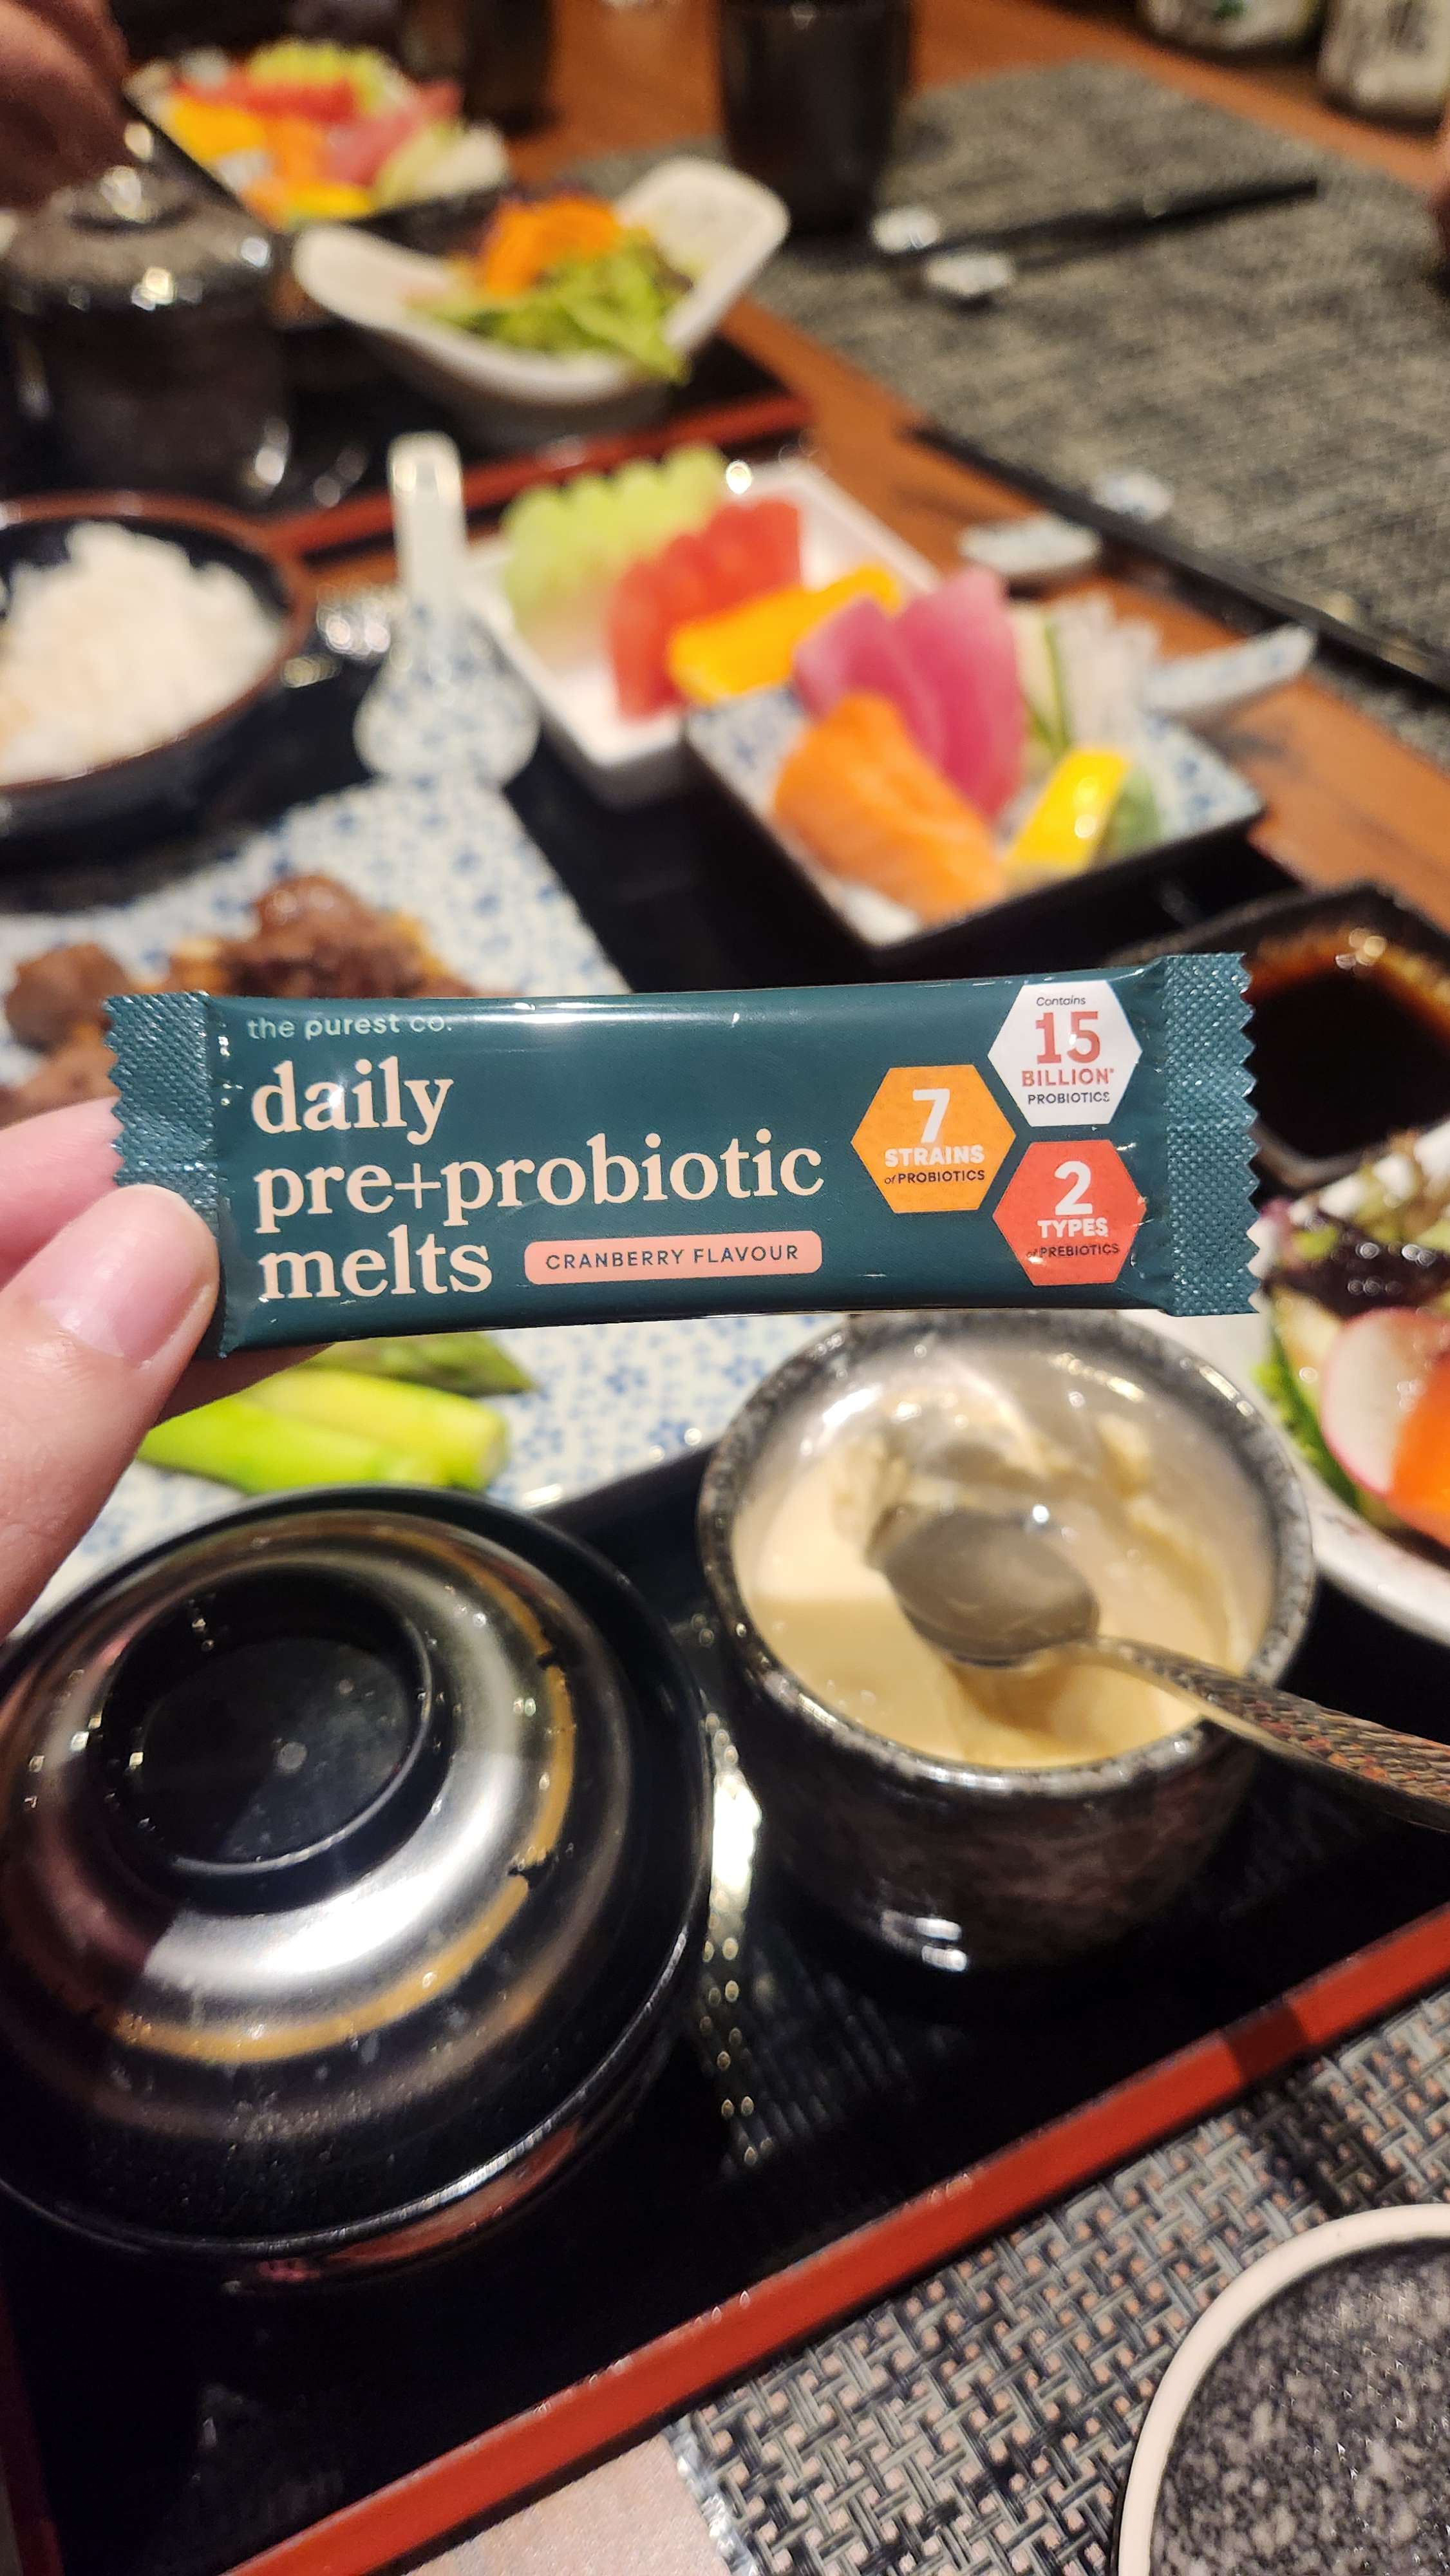 the purest co.
daily
pre+probiotic
melts
CRANBERRY FLAVOUR
7
STRAINS
of PROBIOTICS
Contains
15
BILLION*
PROBIOTICS
2
TYPES
of PREBIOTICS